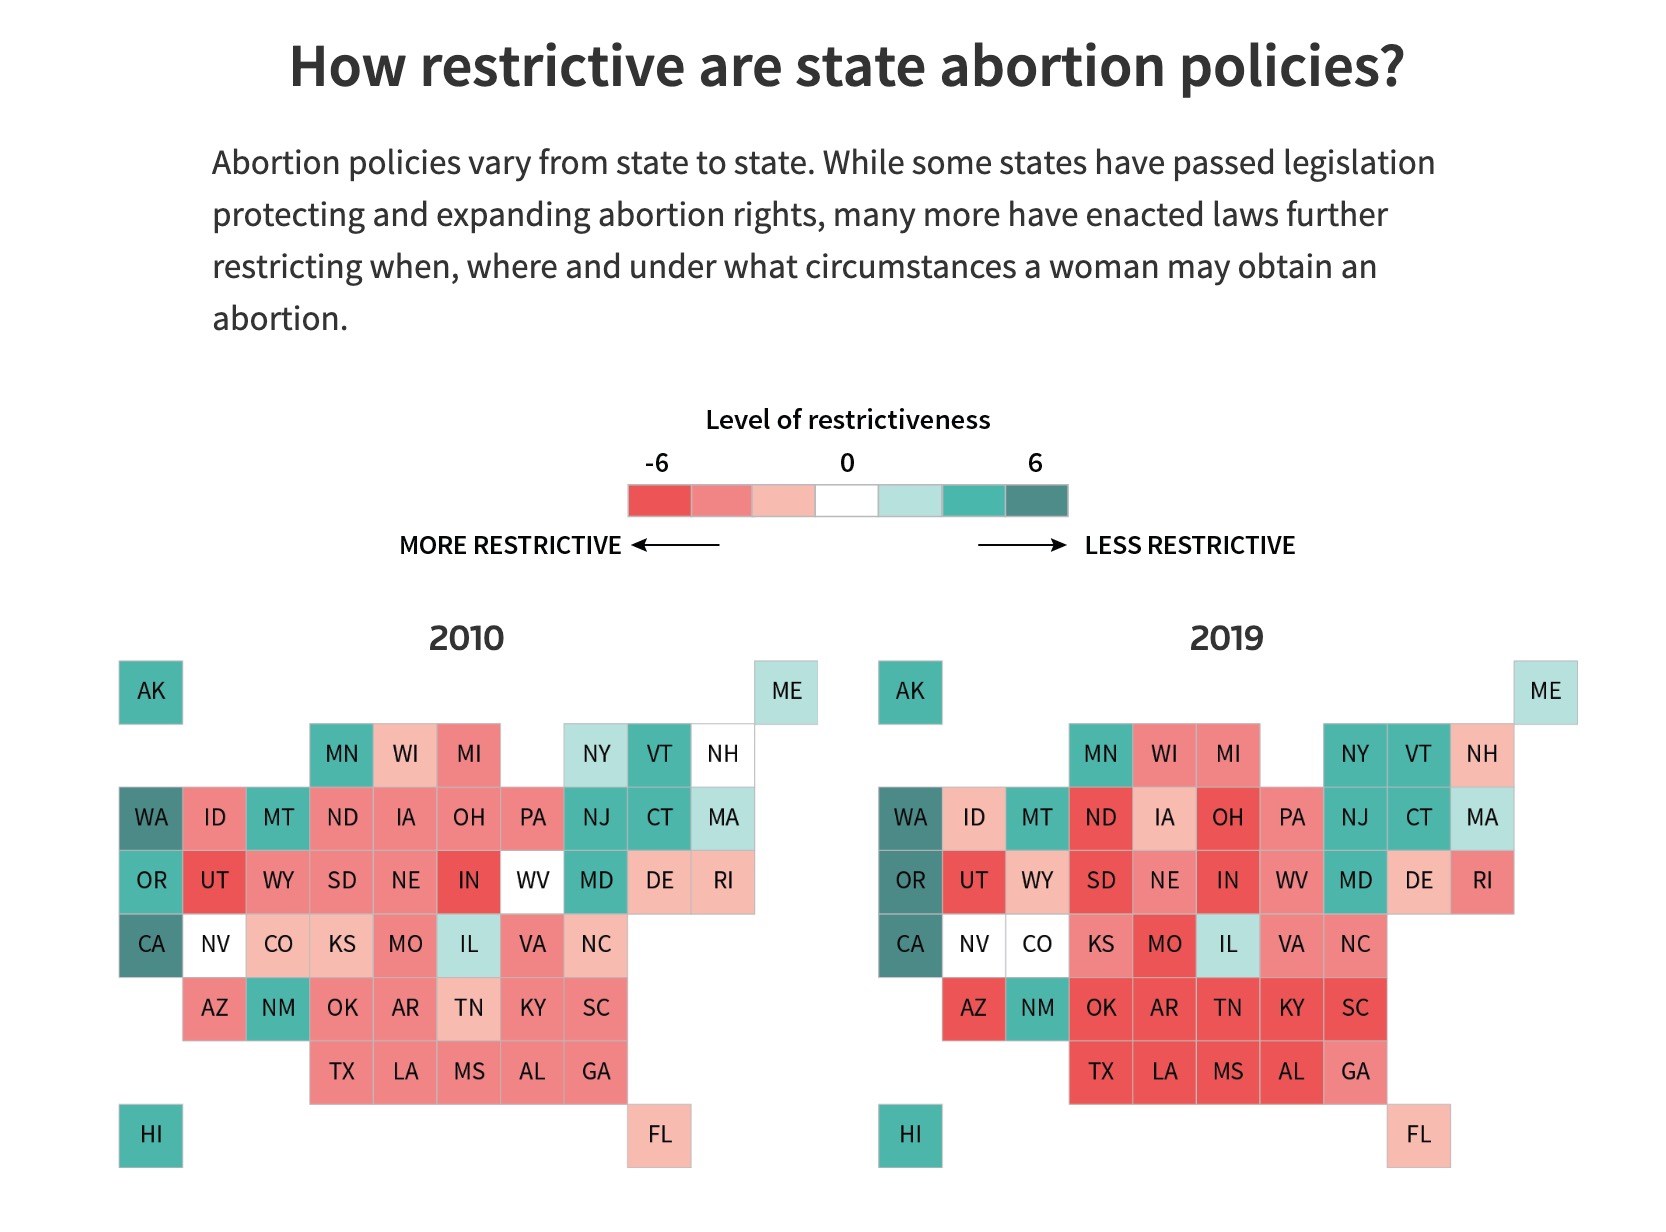 How restrictive are state abortion policies?
Abortion policies vary from state to state. While some states have passed legislation
protecting and expanding abortion rights, many more have enacted laws further
restricting when, where and under what circumstances a woman may obtain an
abortion.
Level of restrictiveness
-6 0 6
MORE RESTRICTIVE LESS RESTRICTIVE
2010
AK ME
MN WI MI NY VT NH
WA ID MT ND IA OH PA NJ CT MA
OR UT WY SD NE IN WV MD DE RI
CA NV CO KS MO IL VA NC
AZ NM OK AR TN KY SC
TX LA MS AL GA
HI FL
2019
AK ME
MN WI MI NY VT NH
WA ID MT ND IA OH PA NJ CT MA
OR UT WY SD NE IN WV MD DE RI
CA NV CO KS MO IL VA NC
AZ NM OK AR TN KY SC
TX LA MS AL GA
HI FL